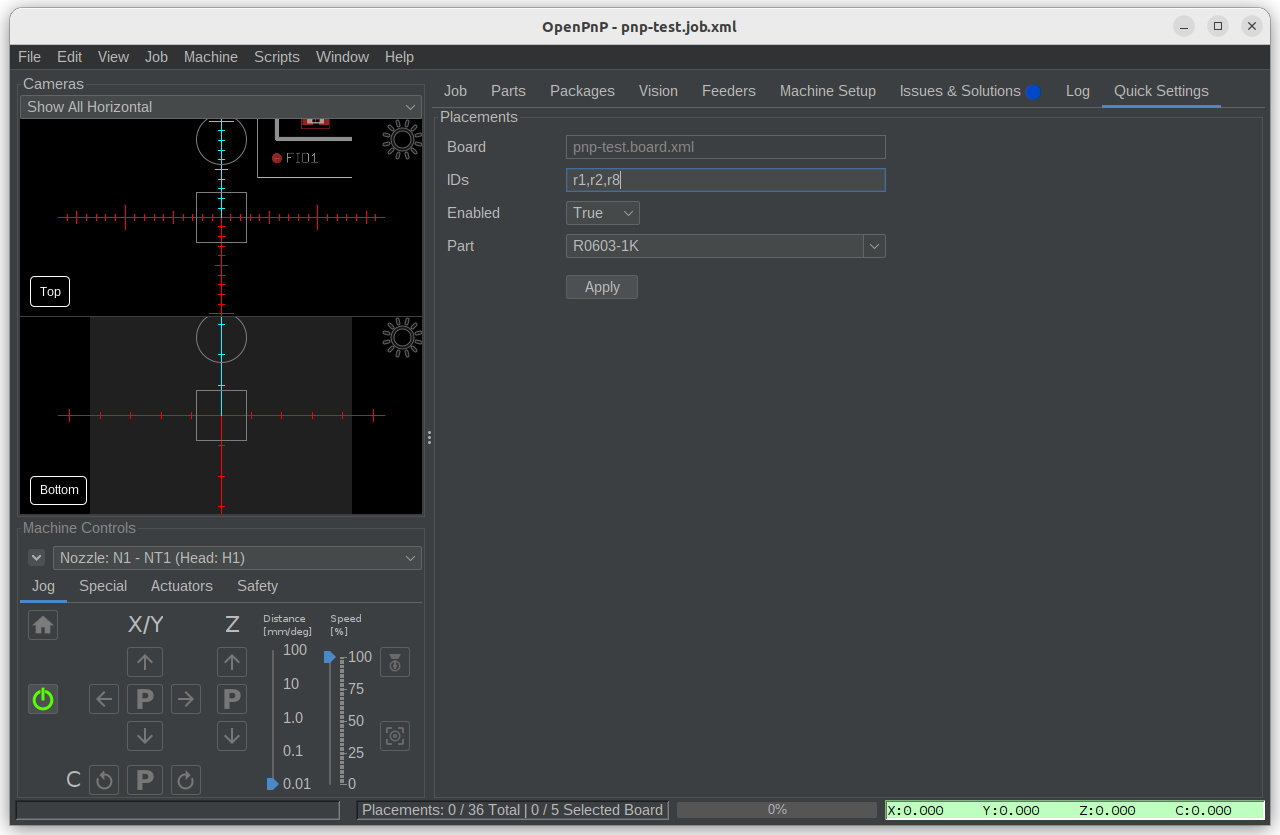 OpenPnP - pnp-test.job.xml
File Edit View Job Machine Scripts Window Help
Cameras
Show All Horizontal
FID1
Top
Bottom
Machine Controls
Nozzle: N1 - NT1 (Head: H1)
Jog Special Actuators Safety
X/Y Z Distance [mm/deg] Speed [%]
100
10
1.0
0.1
0.01
100
75
50
25
0
P P
C P
Job Parts Packages Vision Feeders Machine Setup Issues & Solutions Log Quick Settings
Placements
Board pnp-test.board.xml
IDs r1,r2,r8
Enabled True
Part R0603-1K
Apply
Placements: 0 / 36 Total | 0 / 5 Selected Board 0% X:0.000 Y:0.000 Z:0.000 C:0.000